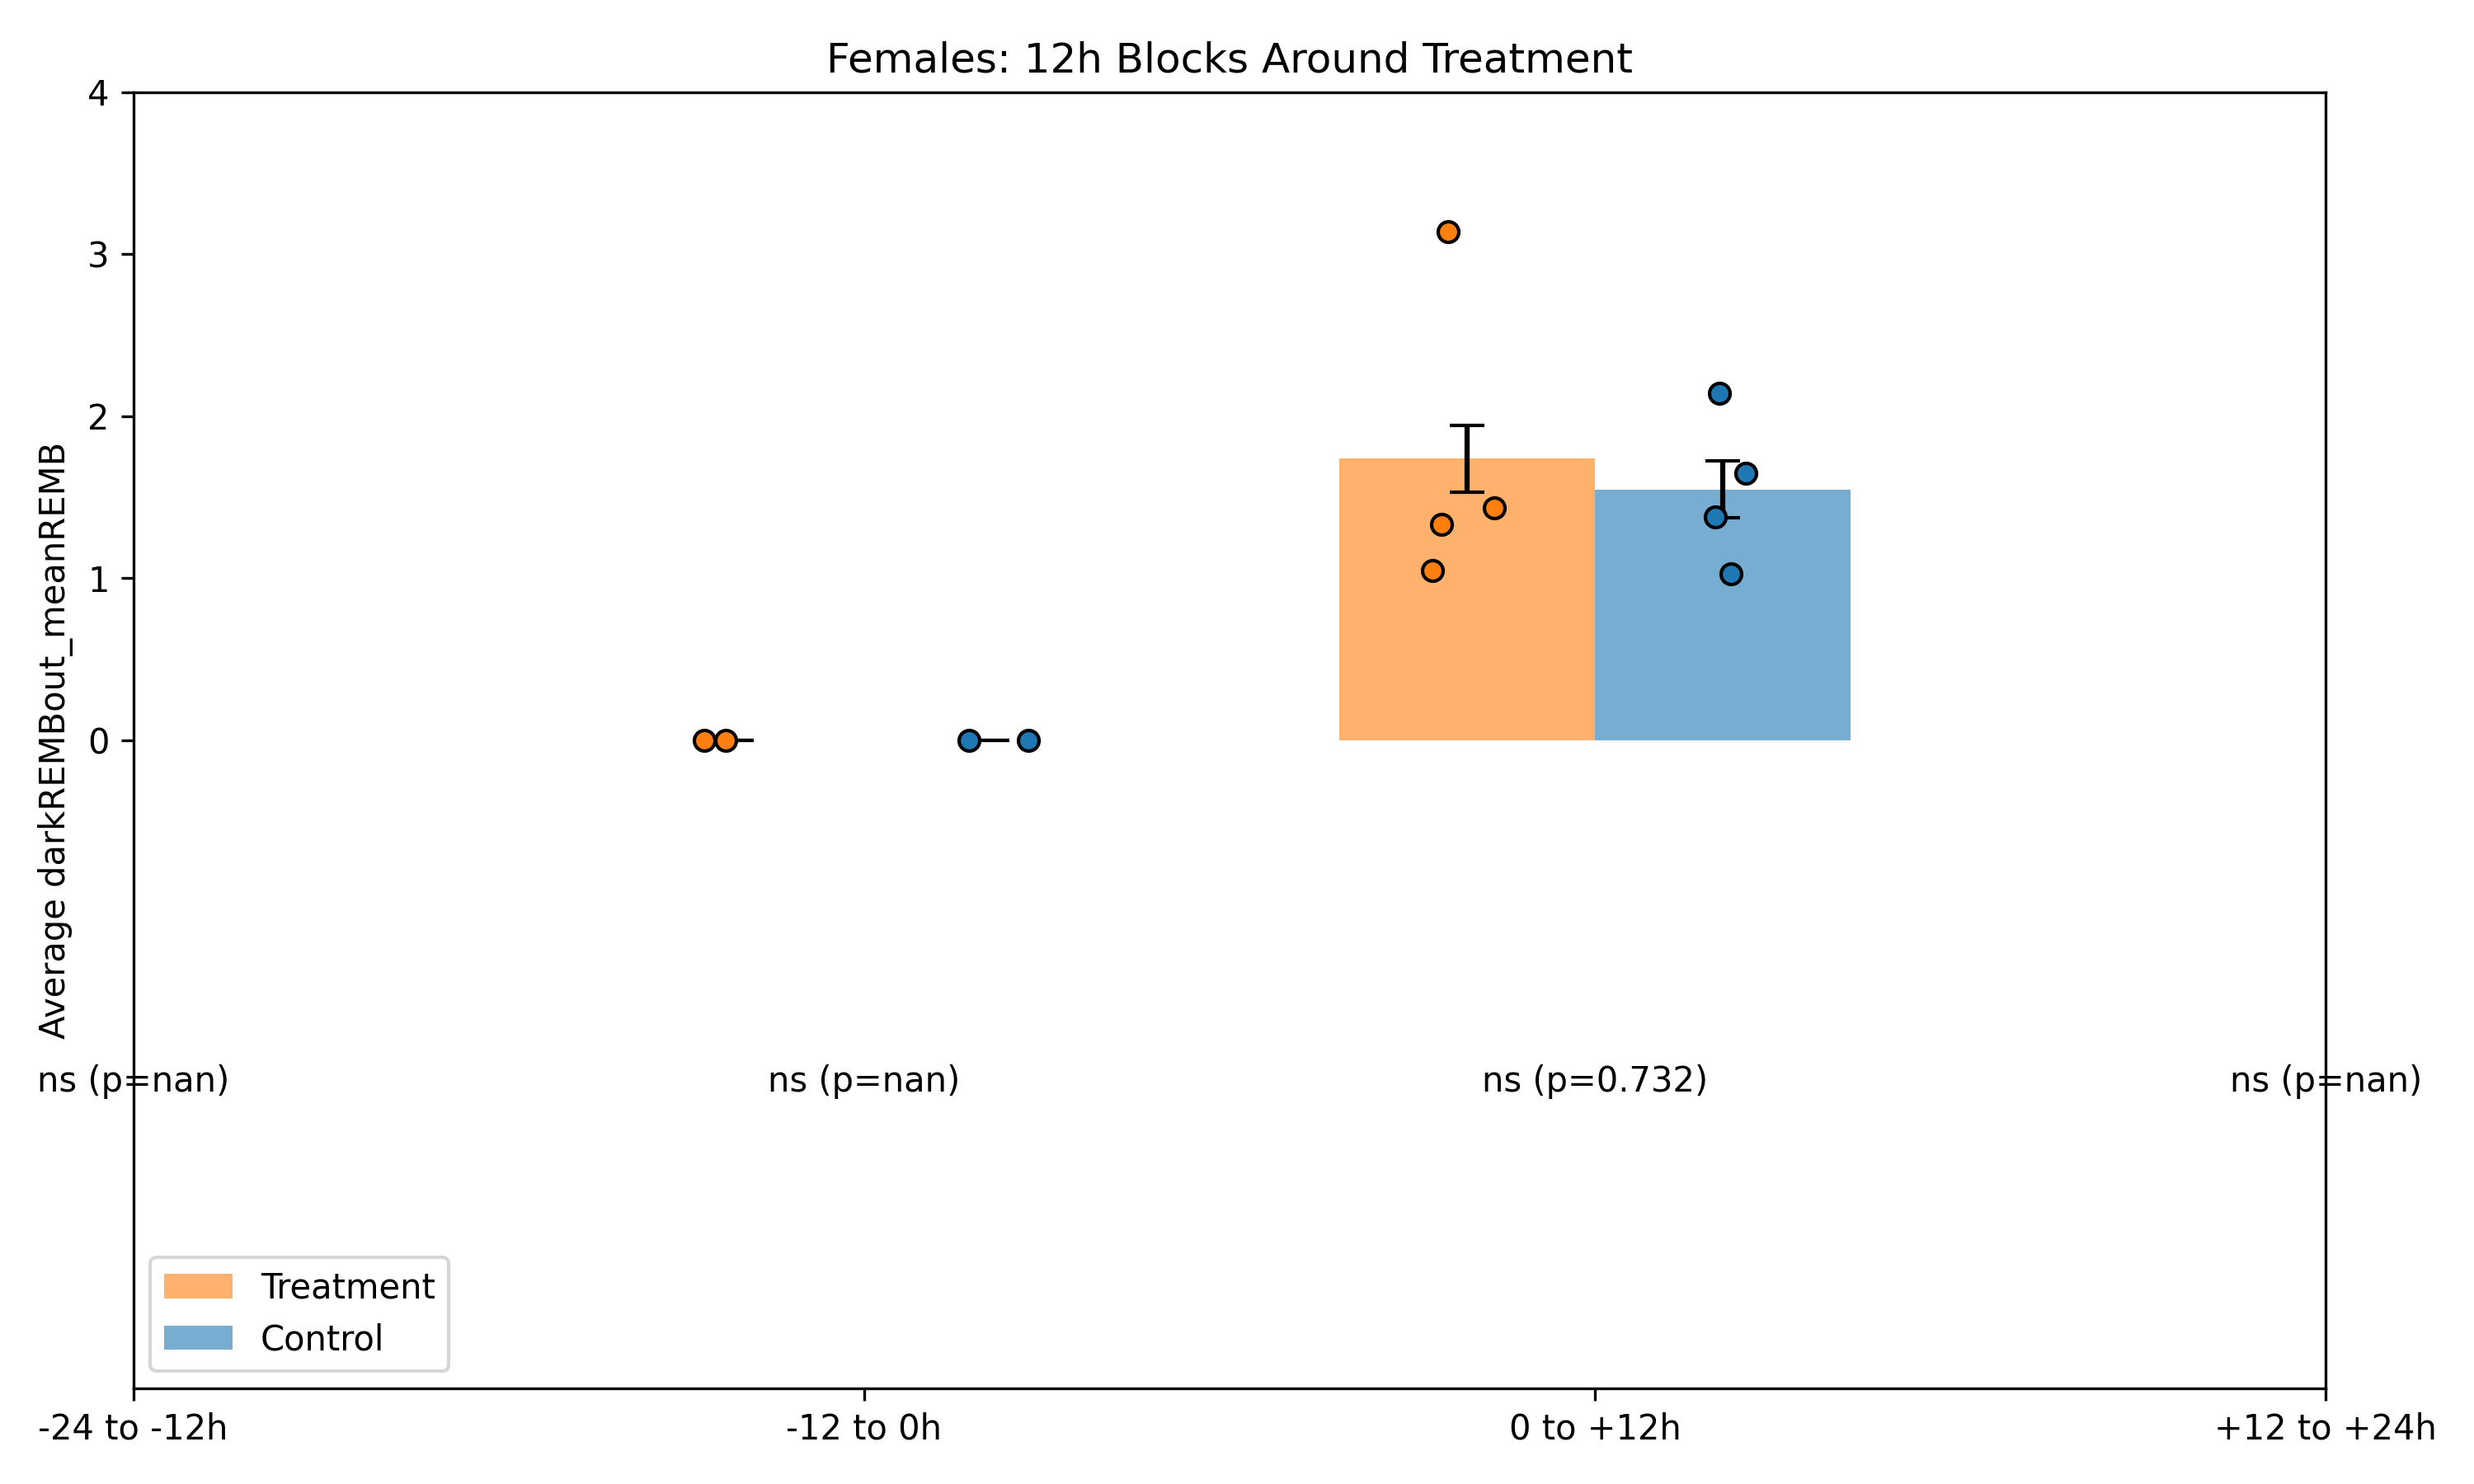 Females: 12h Blocks Around Treatment
4
3
2
1
0
Average darkREMBout_meanREMB
ns (p=nan)
ns (p=nan)
ns (p=0.732)
ns (p=nan)
Treatment
Control
-24 to -12h
-12 to 0h
0 to +12h
+12 to +24h